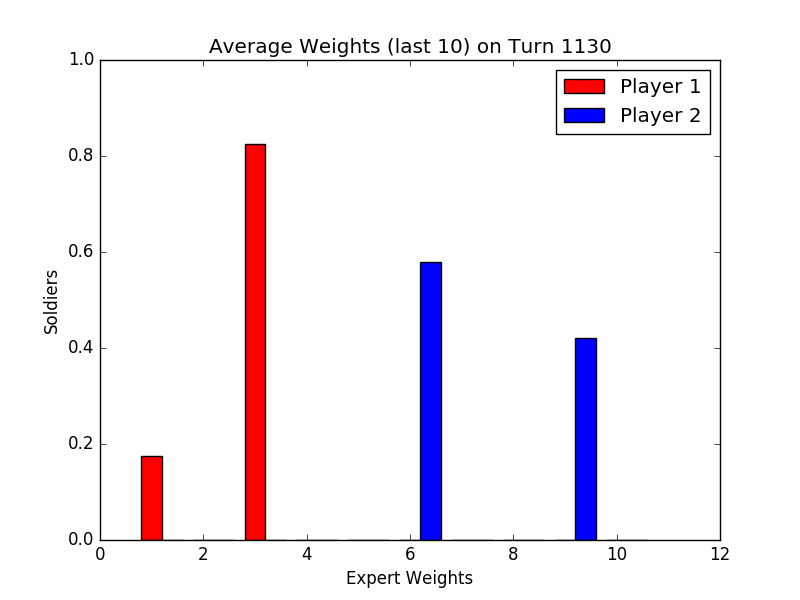 Average Weights (last 10) on Turn 1130
Player 1
Player 2
1.0
0.8
0.6
0.4
0.2
0.0
Soldiers
0 2 4 6 8 10 12
Expert Weights